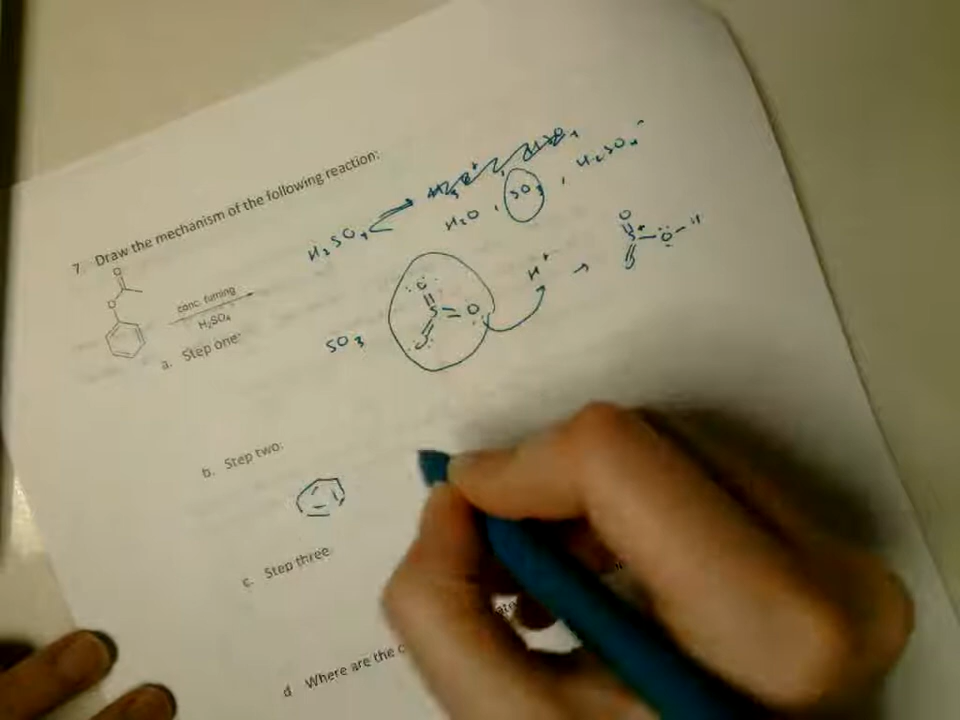 7. Draw the mechanism of the following reaction:
H₂SO₄ ⇌
H₂O , SO₃ , H₂SO₄⁻
O
O
conc. fuming
H₂SO₄
a. Step one:
SO₃
O
S = O
O
H⁺ →
O
S⁺ — O — H
O
b. Step two:
c. Step three
d Where are the